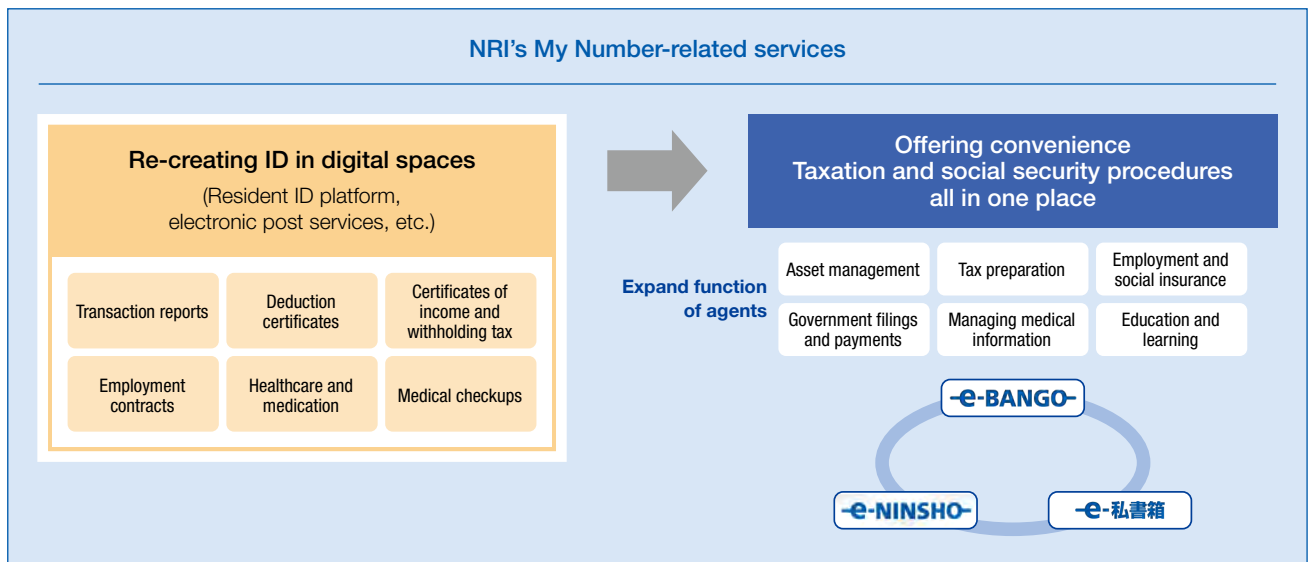 NRI's My Number-related services
Re-creating ID in digital spaces
(Resident ID platform,
electronic post services, etc.)
Transaction reports
Deduction
certificates
Certificates of
income and
withholding tax
Employment
contracts
Healthcare and
medication
Medical checkups
Offering convenience
Taxation and social security procedures
all in one place
Expand function
of agents
Asset management
Tax preparation
Employment and
social insurance
Government filings
and payments
Managing medical
information
Education and
learning
e-BANGO
e-NINSHO
e-私書箱